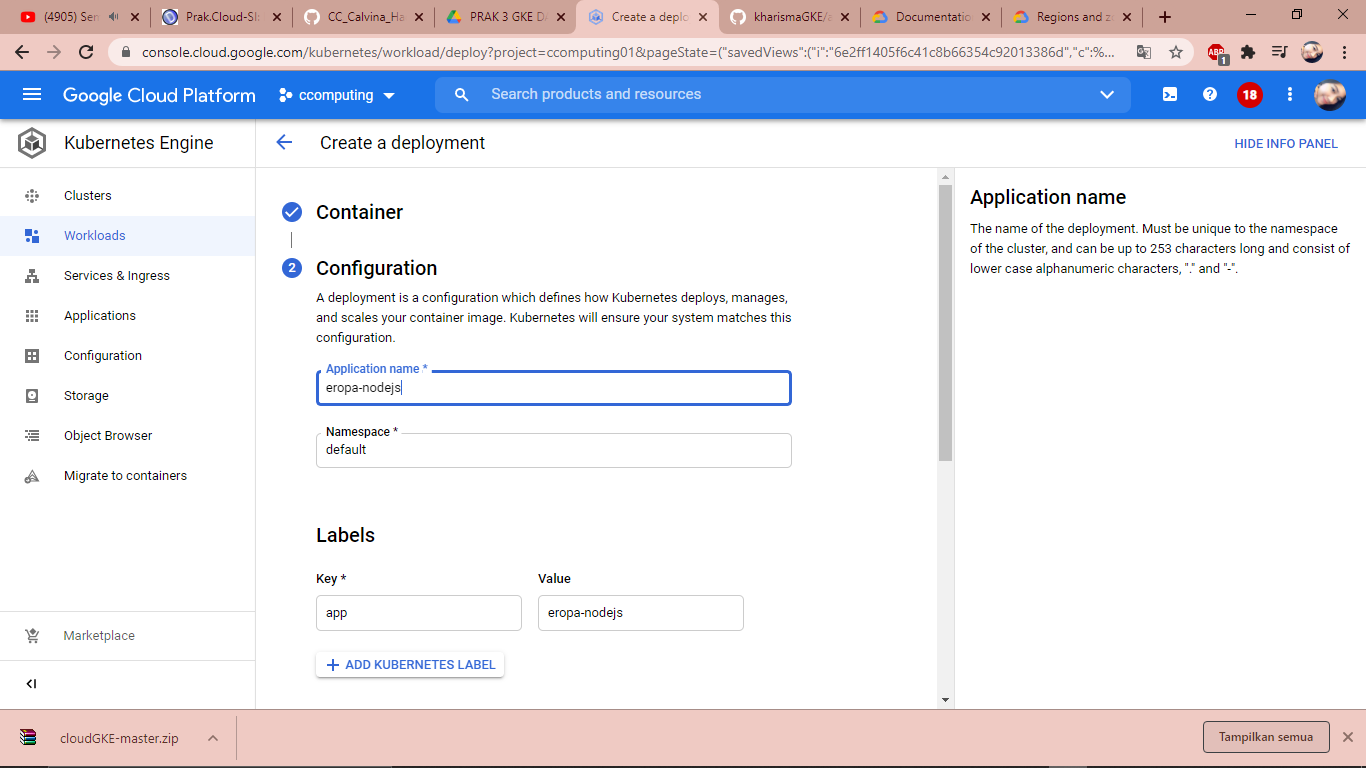 (4905) Sen
Prak.Cloud-Sl
CC_Calvina_Ha
PRAK 3 GKE D
Create a deplo
kharismaGKE/a
Documentatio
Regions and z
console.cloud.google.com/kubernetes/workload/deploy?project=ccomputing01&pageState=("savedViews":("i":"6e2ff1405f6c41c8b66354c92013386d","c":%...
ABP
1
Google Cloud Platform
ccomputing
Search products and resources
18
Kubernetes Engine
Create a deployment
HIDE INFO PANEL
Clusters
Workloads
Services & Ingress
Applications
Configuration
Storage
Object Browser
Migrate to containers
Marketplace
Container
2
Configuration
A deployment is a configuration which defines how Kubernetes deploys, manages,
and scales your container image. Kubernetes will ensure your system matches this
configuration.
Application name *
eropa-nodejs
Namespace *
default
Labels
Key *
Value
app
eropa-nodejs
ADD KUBERNETES LABEL
Application name
The name of the deployment. Must be unique to the namespace
of the cluster, and can be up to 253 characters long and consist of
lower case alphanumeric characters, "." and "-".
cloudGKE-master.zip
Tampilkan semua